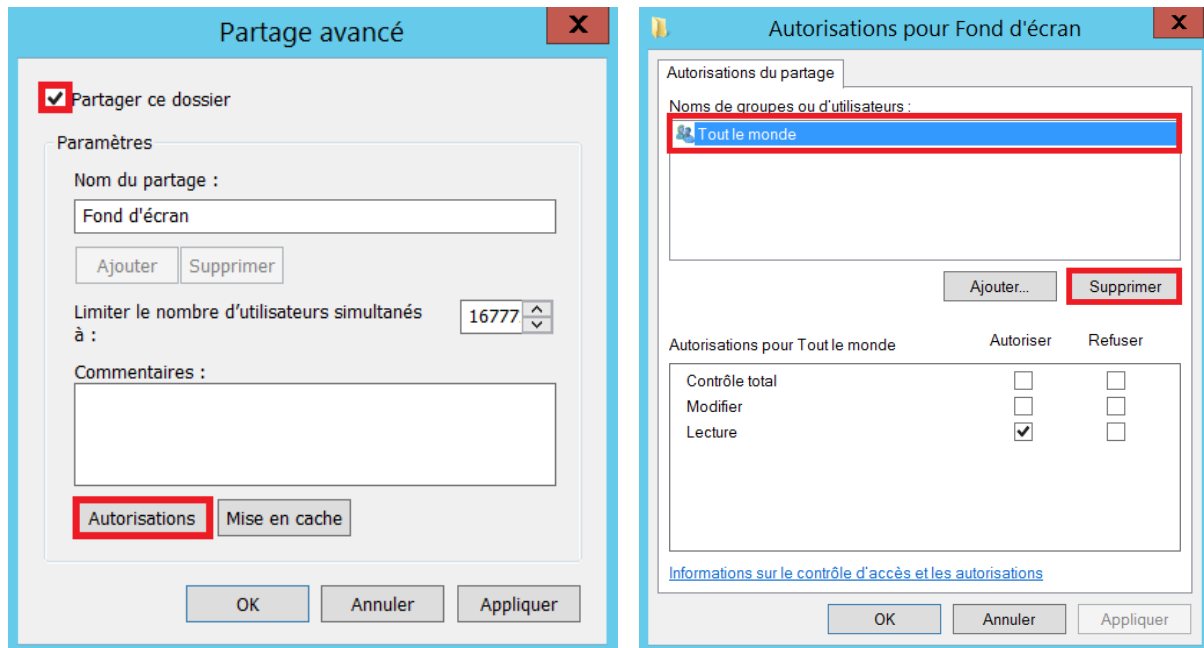 Partage avancé
X
Partager ce dossier
Paramètres
Nom du partage :
Fond d'écran
Ajouter
Supprimer
Limiter le nombre d'utilisateurs simultanés
à :
16777
Commentaires :
Autorisations
Mise en cache
OK
Annuler
Appliquer
Autorisations pour Fond d'écran
X
Autorisations du partage
Noms de groupes ou d'utilisateurs :
Tout le monde
Ajouter...
Supprimer
Autorisations pour Tout le monde
Autoriser
Refuser
Contrôle total
Modifier
Lecture
Informations sur le contrôle d'accès et les autorisations
OK
Annuler
Appliquer